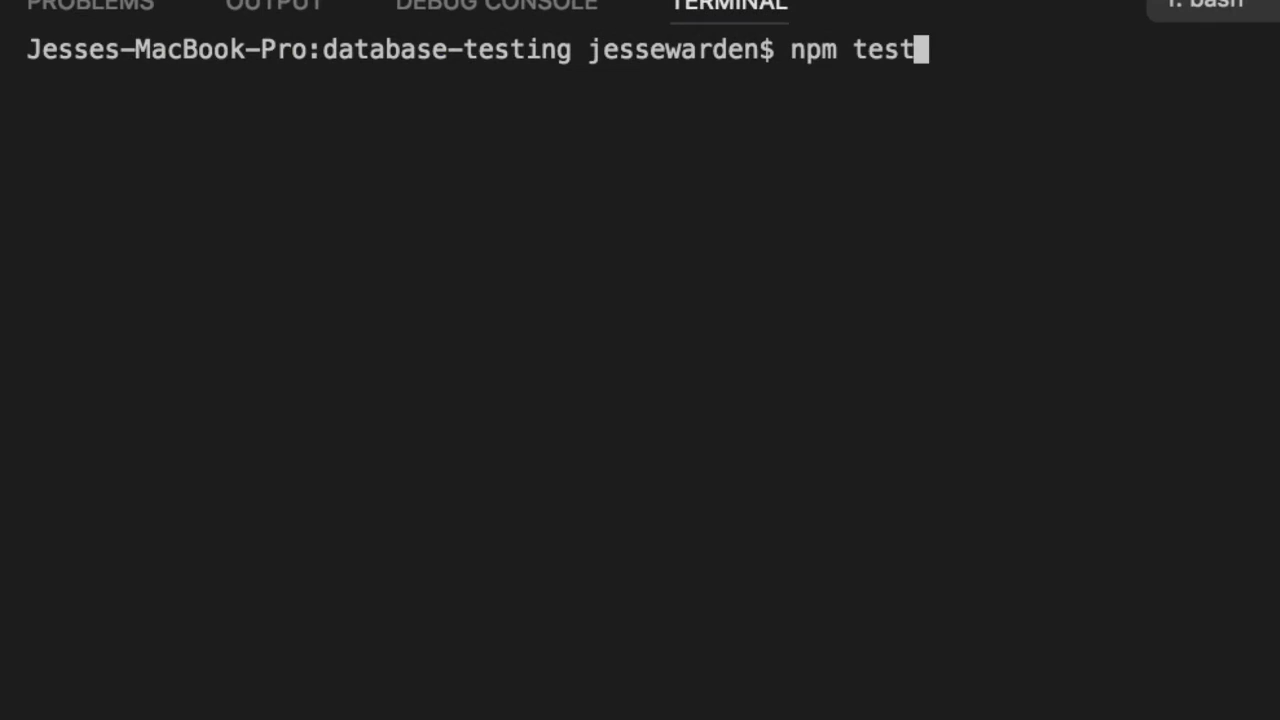 PROBLEMS OUTPUT DEBUG CONSOLE TERMINAL 1: bash
Jesses-MacBook-Pro:database-testing jessewarden$ npm test